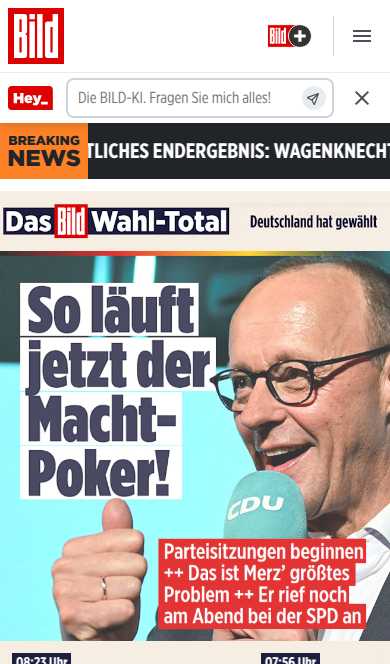 Bild
Bild
Hey_
Die BILD-KI. Fragen Sie mich alles!
BREAKING
NEWS
TLICHES ENDERGEBNIS: WAGENKNECHT
Das Bild Wahl-Total
Deutschland hat gewählt
So läuft
jetzt der
Macht-
Poker!
CDU
Parteisitzungen beginnen
++ Das ist Merz’ größtes
Problem ++ Er rief noch
am Abend bei der SPD an
08:23 Uhr
07:56 Uhr